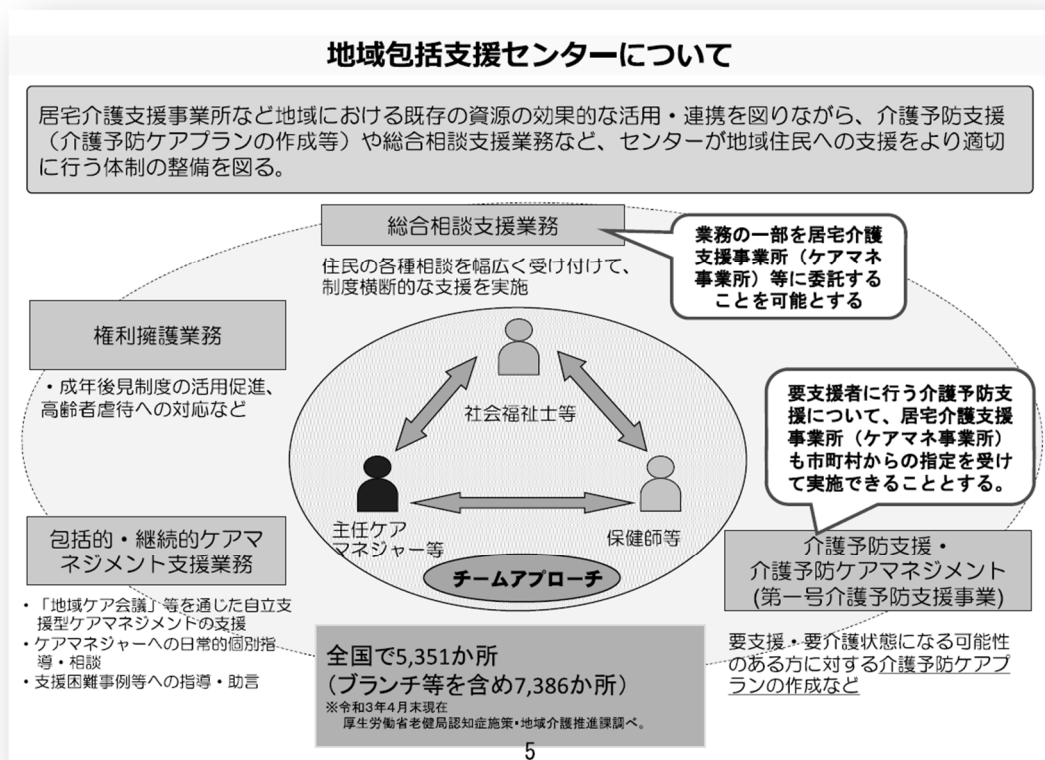 地域包括支援センターについて
居宅介護支援事業所など地域における既存の資源の効果的な活用・連携を図りながら、介護予防支援
（介護予防ケアプランの作成等）や総合相談支援業務など、センターが地域住民への支援をより適切
に行う体制の整備を図る。
総合相談支援業務
住民の各種相談を幅広く受け付けて、
制度横断的な支援を実施
業務の一部を居宅介護
支援事業所（ケアマネ
事業所）等に委託する
ことを可能とする
権利擁護業務
・成年後見制度の活用促進、
高齢者虐待への対応など
社会福祉士等
主任ケア
マネジャー等
保健師等
チームアプローチ
要支援者に行う介護予防支
援について、居宅介護支援
事業所（ケアマネ事業所）
も市町村からの指定を受け
て実施できることとする。
包括的・継続的ケアマ
ネジメント支援業務
・「地域ケア会議」等を通じた自立支
援型ケアマネジメントの支援
・ケアマネジャーへの日常的個別指
導・相談
・支援困難事例等への指導・助言
介護予防支援・
介護予防ケアマネジメント
(第一号介護予防支援事業)
要支援・要介護状態になる可能性
のある方に対する介護予防ケアプ
ランの作成など
全国で5,351か所
（ブランチ等を含め7,386か所）
※令和3年4月末現在
厚生労働省老健局認知症施策・地域介護推進課調べ。
5